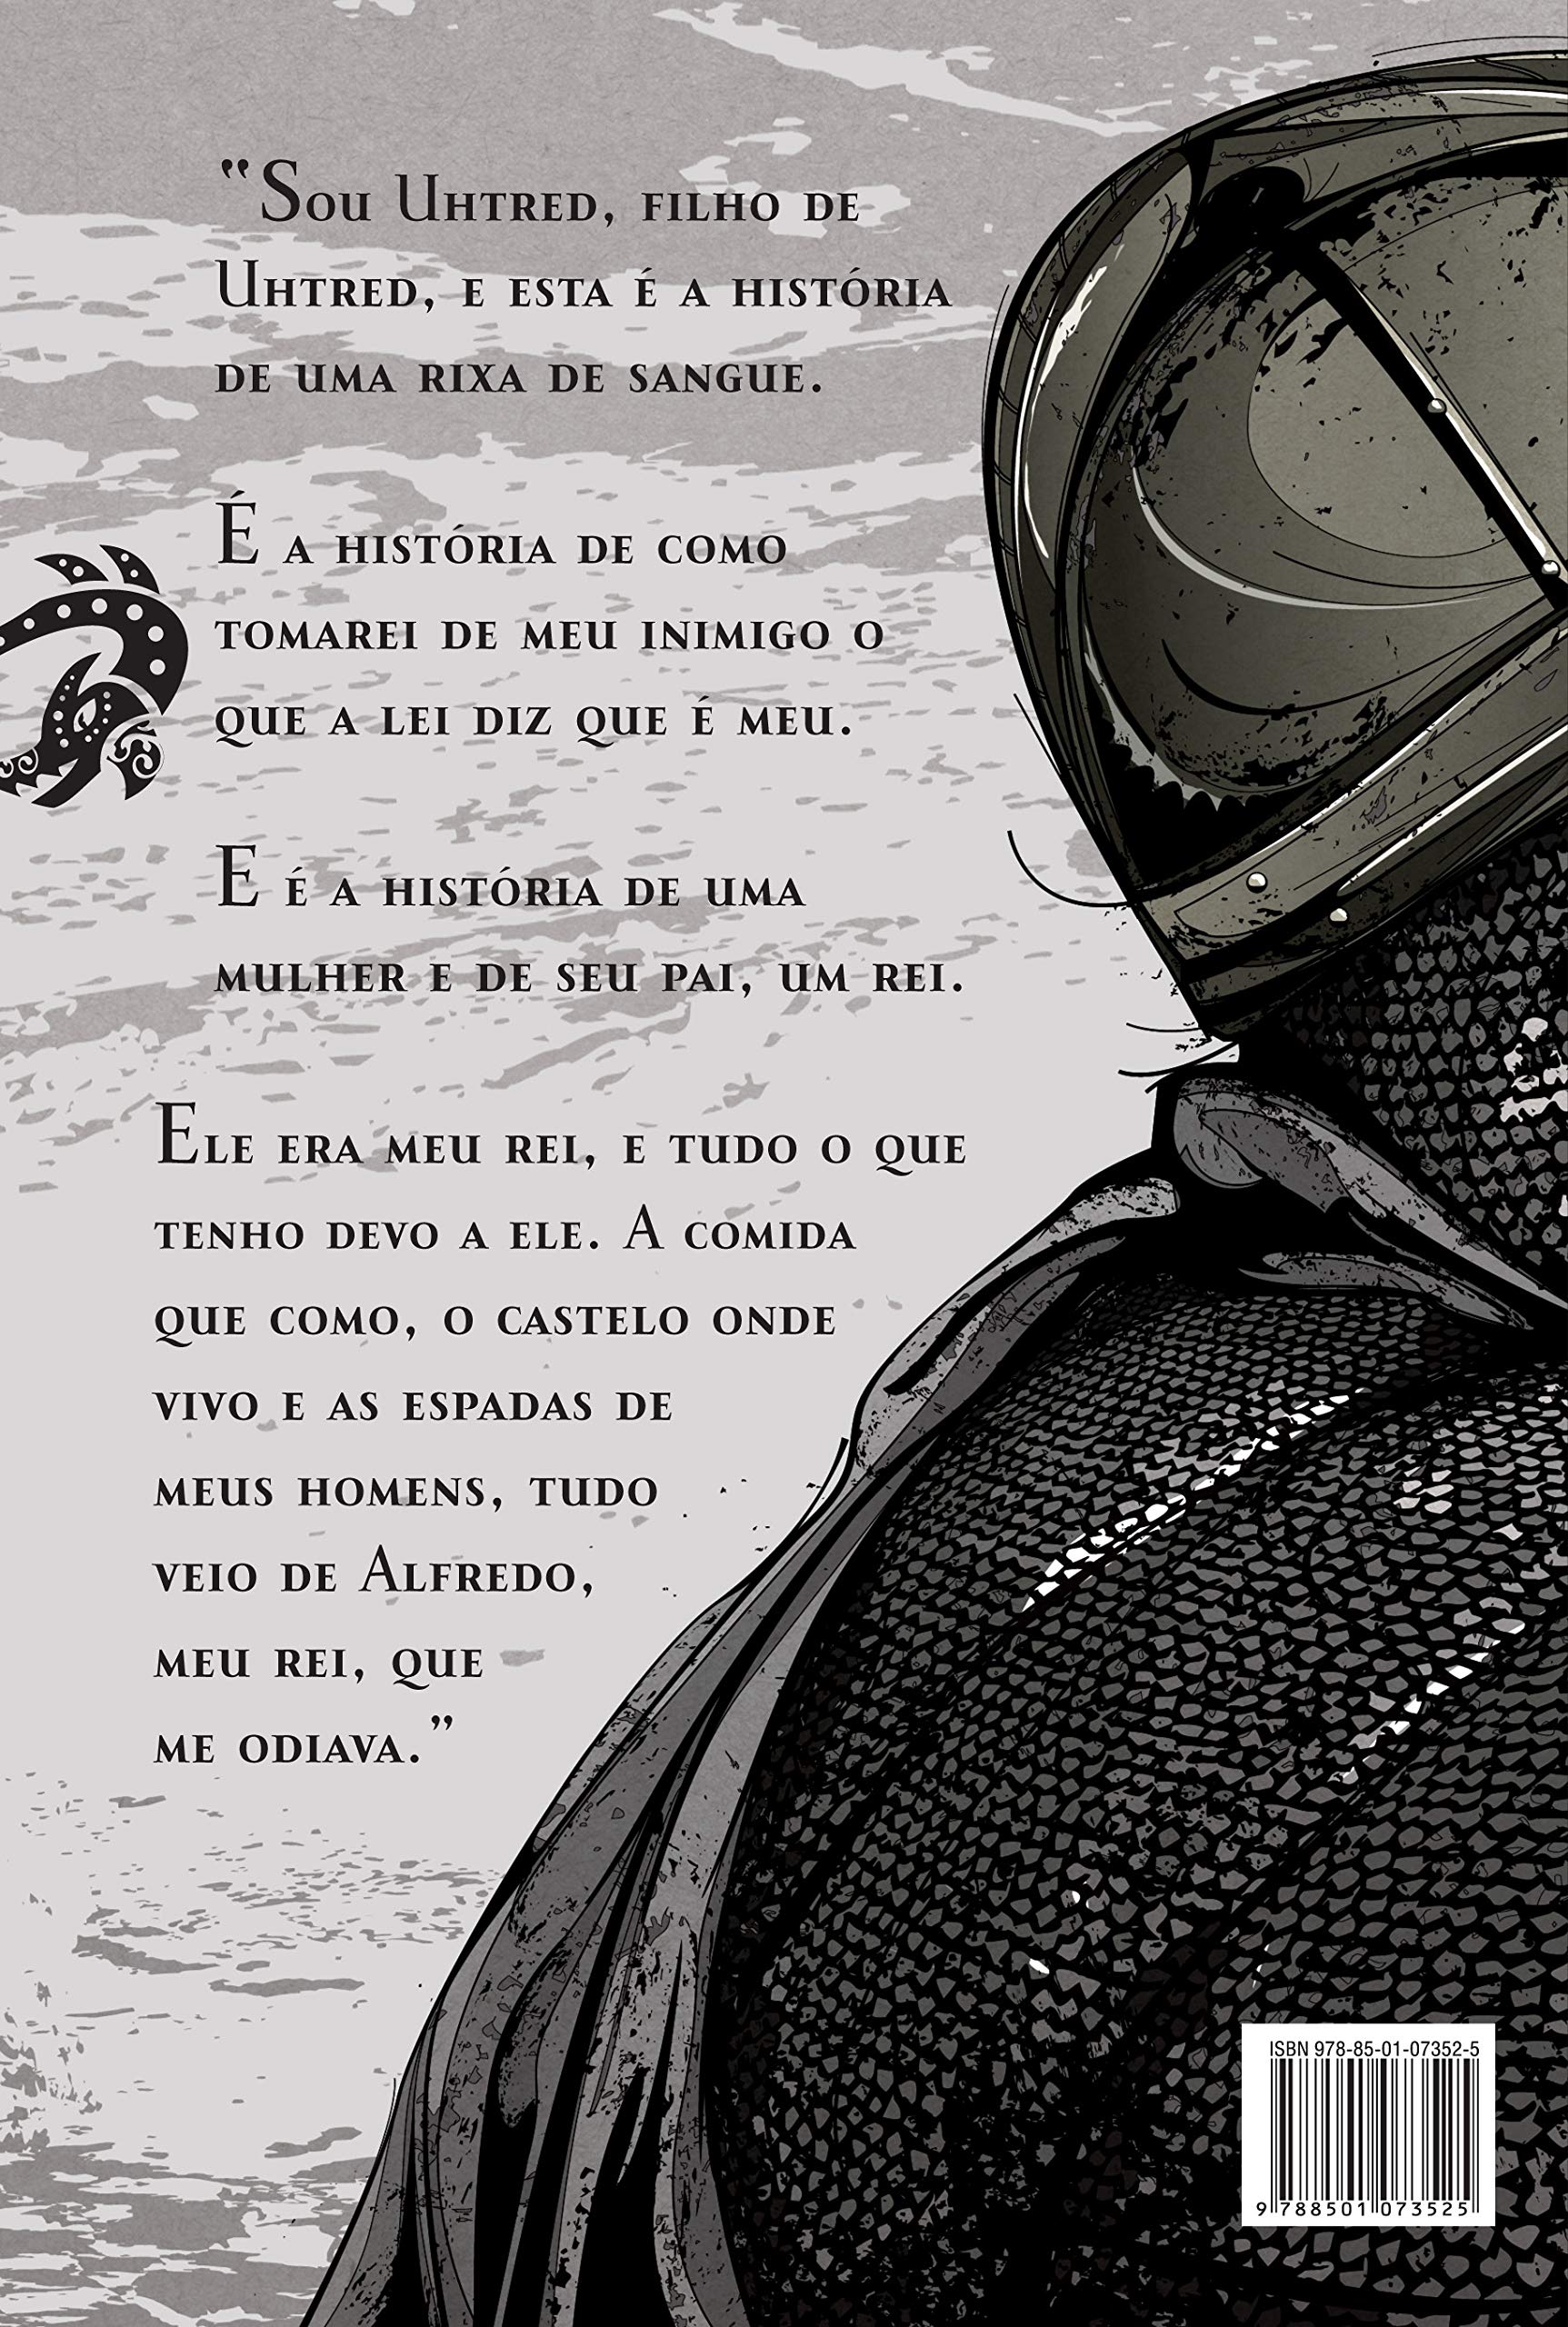 “Sou Uhtred, filho de
Uhtred, e esta é a história
de uma rixa de sangue.
É a história de como
tomarei de meu inimigo o
que a lei diz que é meu.
E é a história de uma
mulher e de seu pai, um rei.
Ele era meu rei, e tudo o que
tenho devo a ele. A comida
que como, o castelo onde
vivo e as espadas de
meus homens, tudo
veio de Alfredo,
meu rei, que
me odiava.”
ISBN 978-85-01-07352-5
9 788501 073525